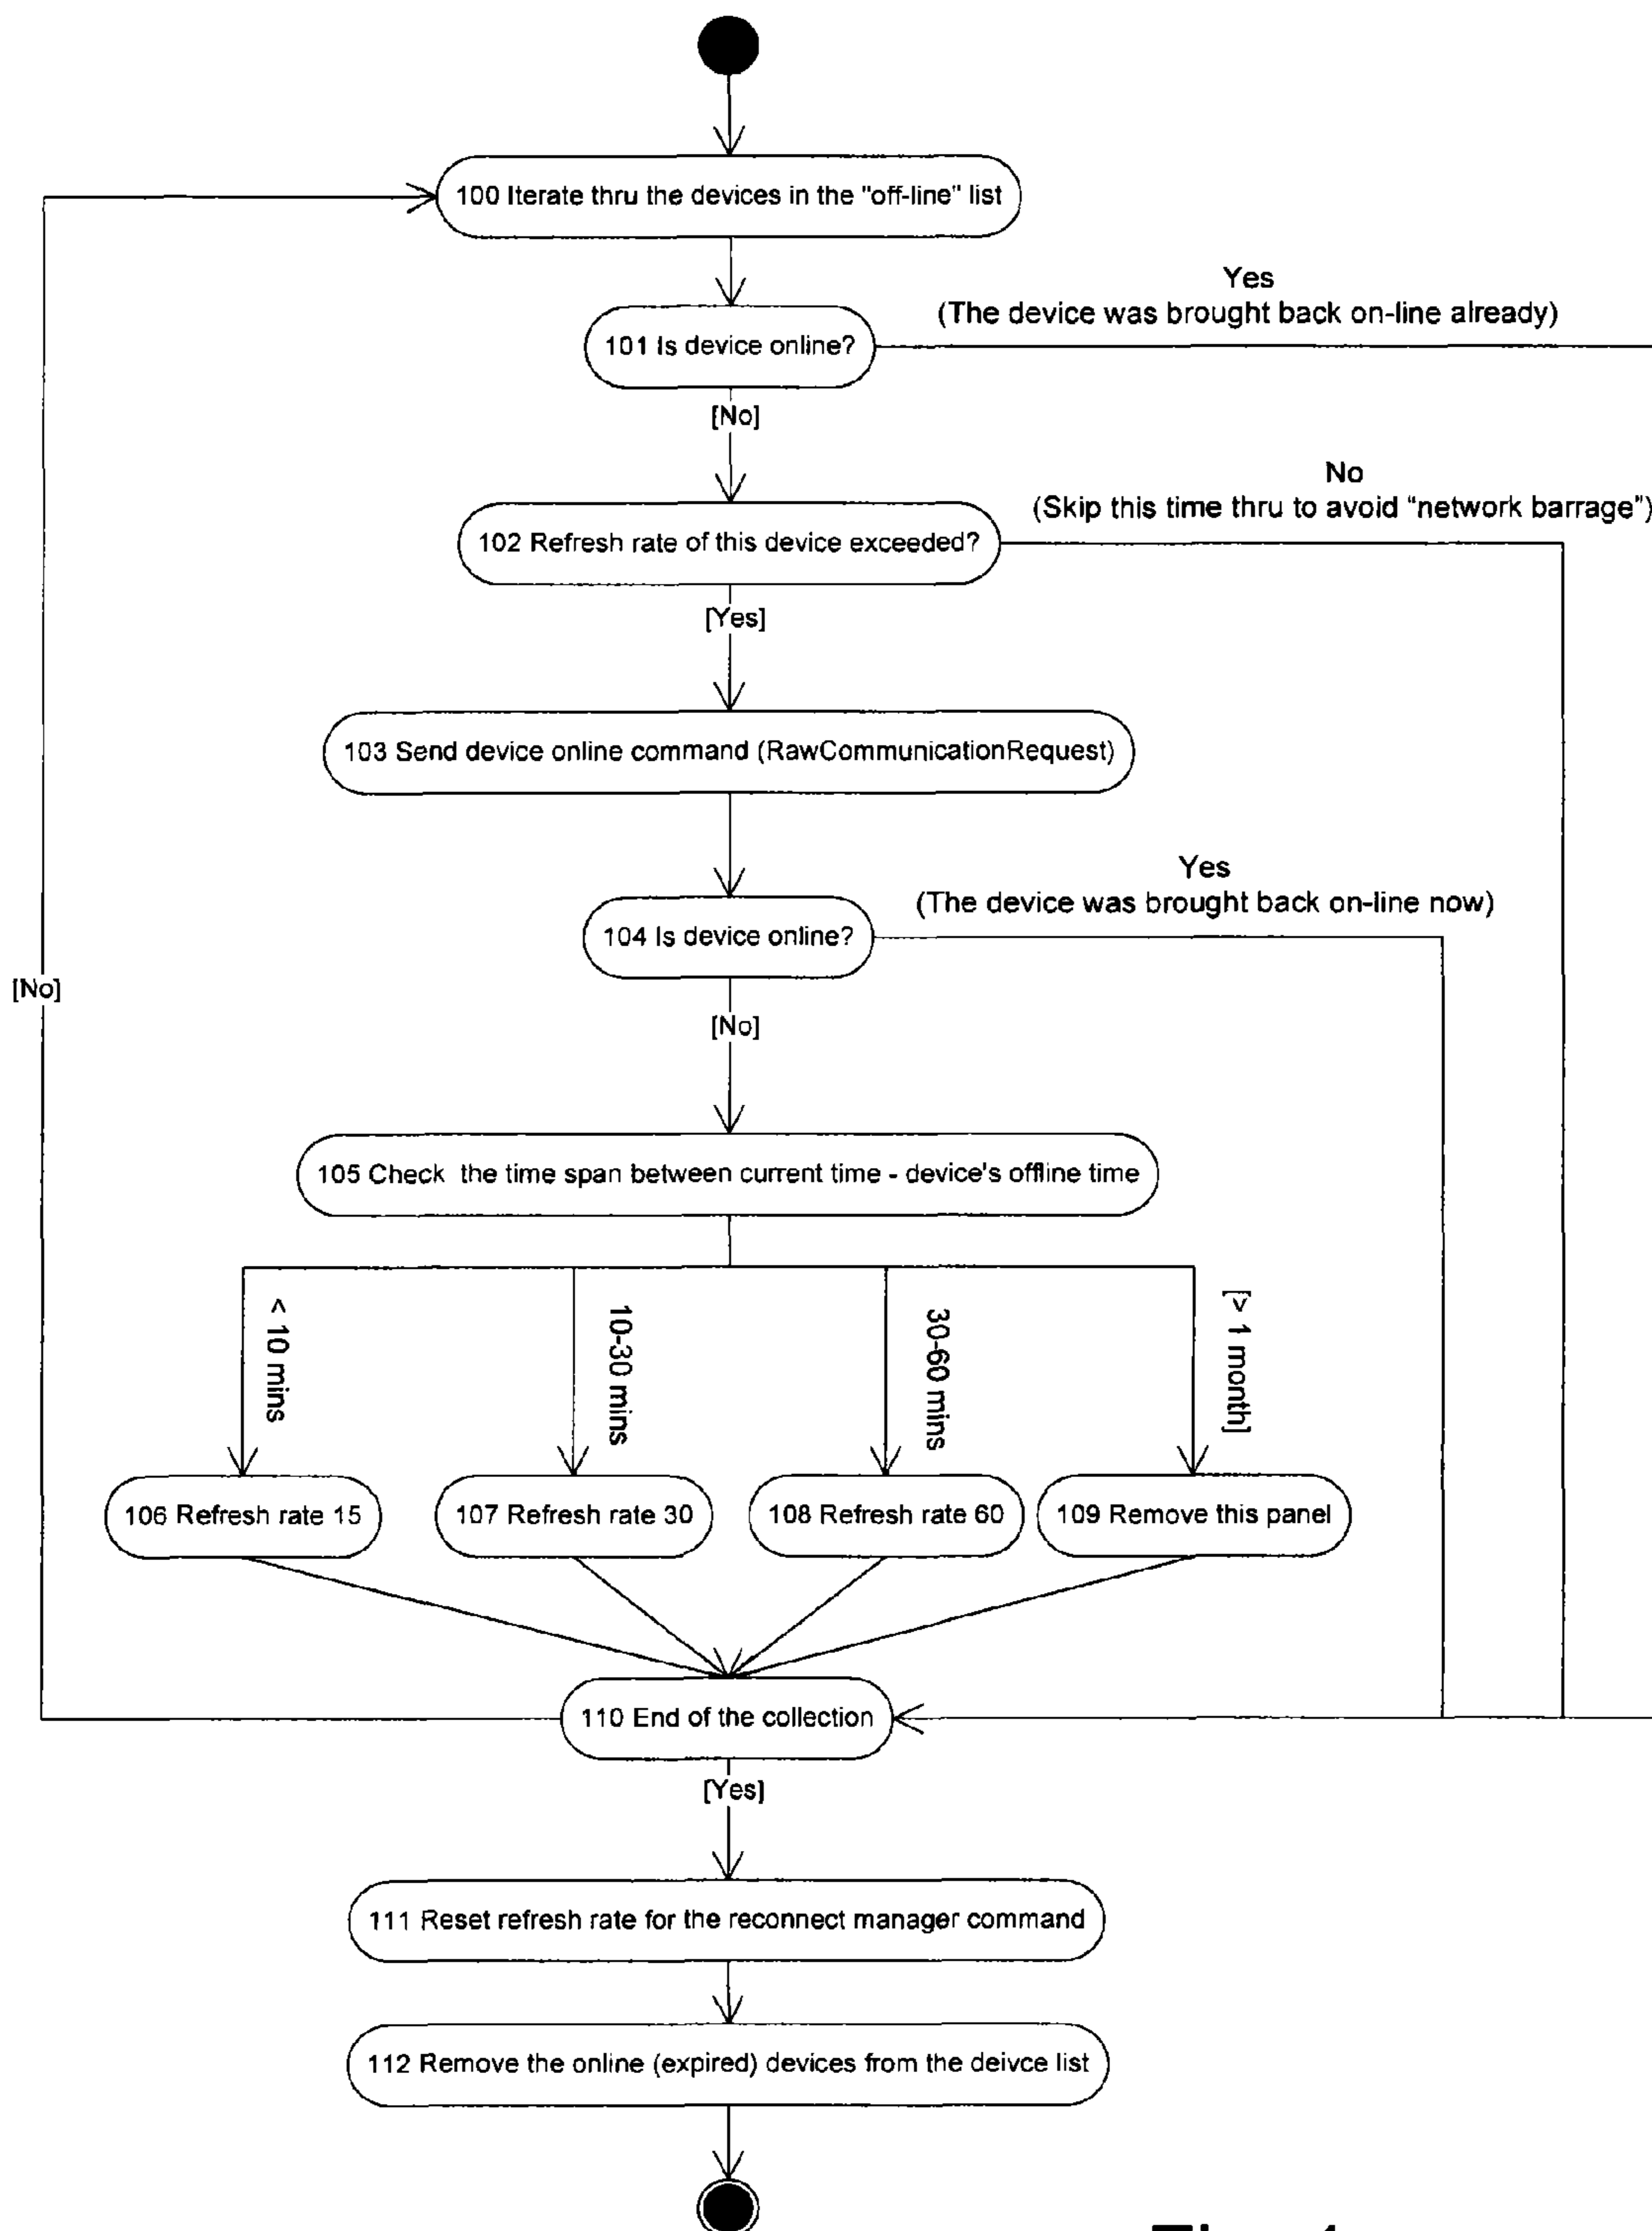 100 Iterate thru the devices in the "off-line" list
Yes
(The device was brought back on-line already)
101 Is device online?
[No]
No
(Skip this time thru to avoid “network barrage”)
102 Refresh rate of this device exceeded?
[Yes]
103 Send device online command (RawCommunicationRequest)
Yes
(The device was brought back on-line now)
104 Is device online?
[No]
[No]
105 Check the time span between current time - device's offline time
< 10 mins
10-30 mins
30-60 mins
[> 1 month]
106 Refresh rate 15
107 Refresh rate 30
108 Refresh rate 60
109 Remove this panel
110 End of the collection
[Yes]
111 Reset refresh rate for the reconnect manager command
112 Remove the online (expired) devices from the deivce list